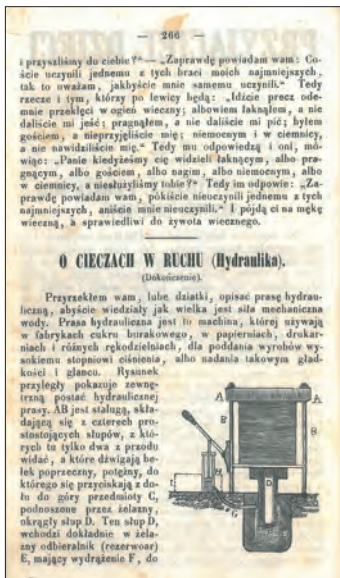 — 266 —
i przyszliśmy do ciebie?“ — „Zaprawdę powiadam wam: Co-
ście uczynili jednemu z tych braci moich najmniejszych,
tak to uważam, jakbyście mnie samemu uczynili.“ Tedy
rzecze i tym, którzy po lewicy będą: „Idźcie precz ode-
mnie przeklęci w ogień wieczny; albowiem łaknąłem, a nie
daliście mi jeść; pragnąłem, a nie daliście mi pić; byłem
gościem, a nieprzyjęliście mię; niemocnym i w ciemnicy,
a nie nawidziliście mię.“ Tedy mu odpowiedzą i oni, mó-
wiąc: „Panie kiedyżeśmy cię widzieli łaknącym, albo pra-
gnącym, albo gościem, albo nagim, albo niemocnym, albo
w ciemnicy, a niesłużyliśmy tobie?“ Tedy im odpowie: „Za-
prawdę powiadam wam, pókiście nieuczynili jednemu z tych
najmniejszych, aniście mnie nieuczynili.“ I pójdą ci na mękę
wieczną, a sprawiedliwi do żywota wiecznego.
O CIECZACH W RUCHU (Hydraulika).
(Dokończenie).
Przyrzekłem wam, lube dziatki, opisać prasę hydrau-
liczną, abyście wiedziały jak wielka jest siła mechaniczna
wody. Prasa hydrauliczna jest to machina, której używają
w fabrykach cukru burakowego, w papierniach, drukar-
niach i różnych rękodzielniach, dla poddania wyrobów wy-
sokiemu stopniowi ciśnienia, albo nadania takowym gład-
kości i glancu. Rysunek
przyległy pokazuje zewnę-
trzną postać hydraulicznej
prasy. AB jest stalugą, skła-
dającą się z czterech pro-
stostojących słupów, z któ-
rych tu tylko dwa z przodu
widać, a które dźwigają be-
lek poprzeczny, potężny, do
którego się przyciskają z do-
łu do góry przedmioty C,
podnoszone przez żelazny,
okrągły słup D. Ten słup D,
wchodzi dokładnie w żela-
zny odbieralnik (rezerwoar)
E, mający wydrążenie F, do
A
A
B
B
D
G